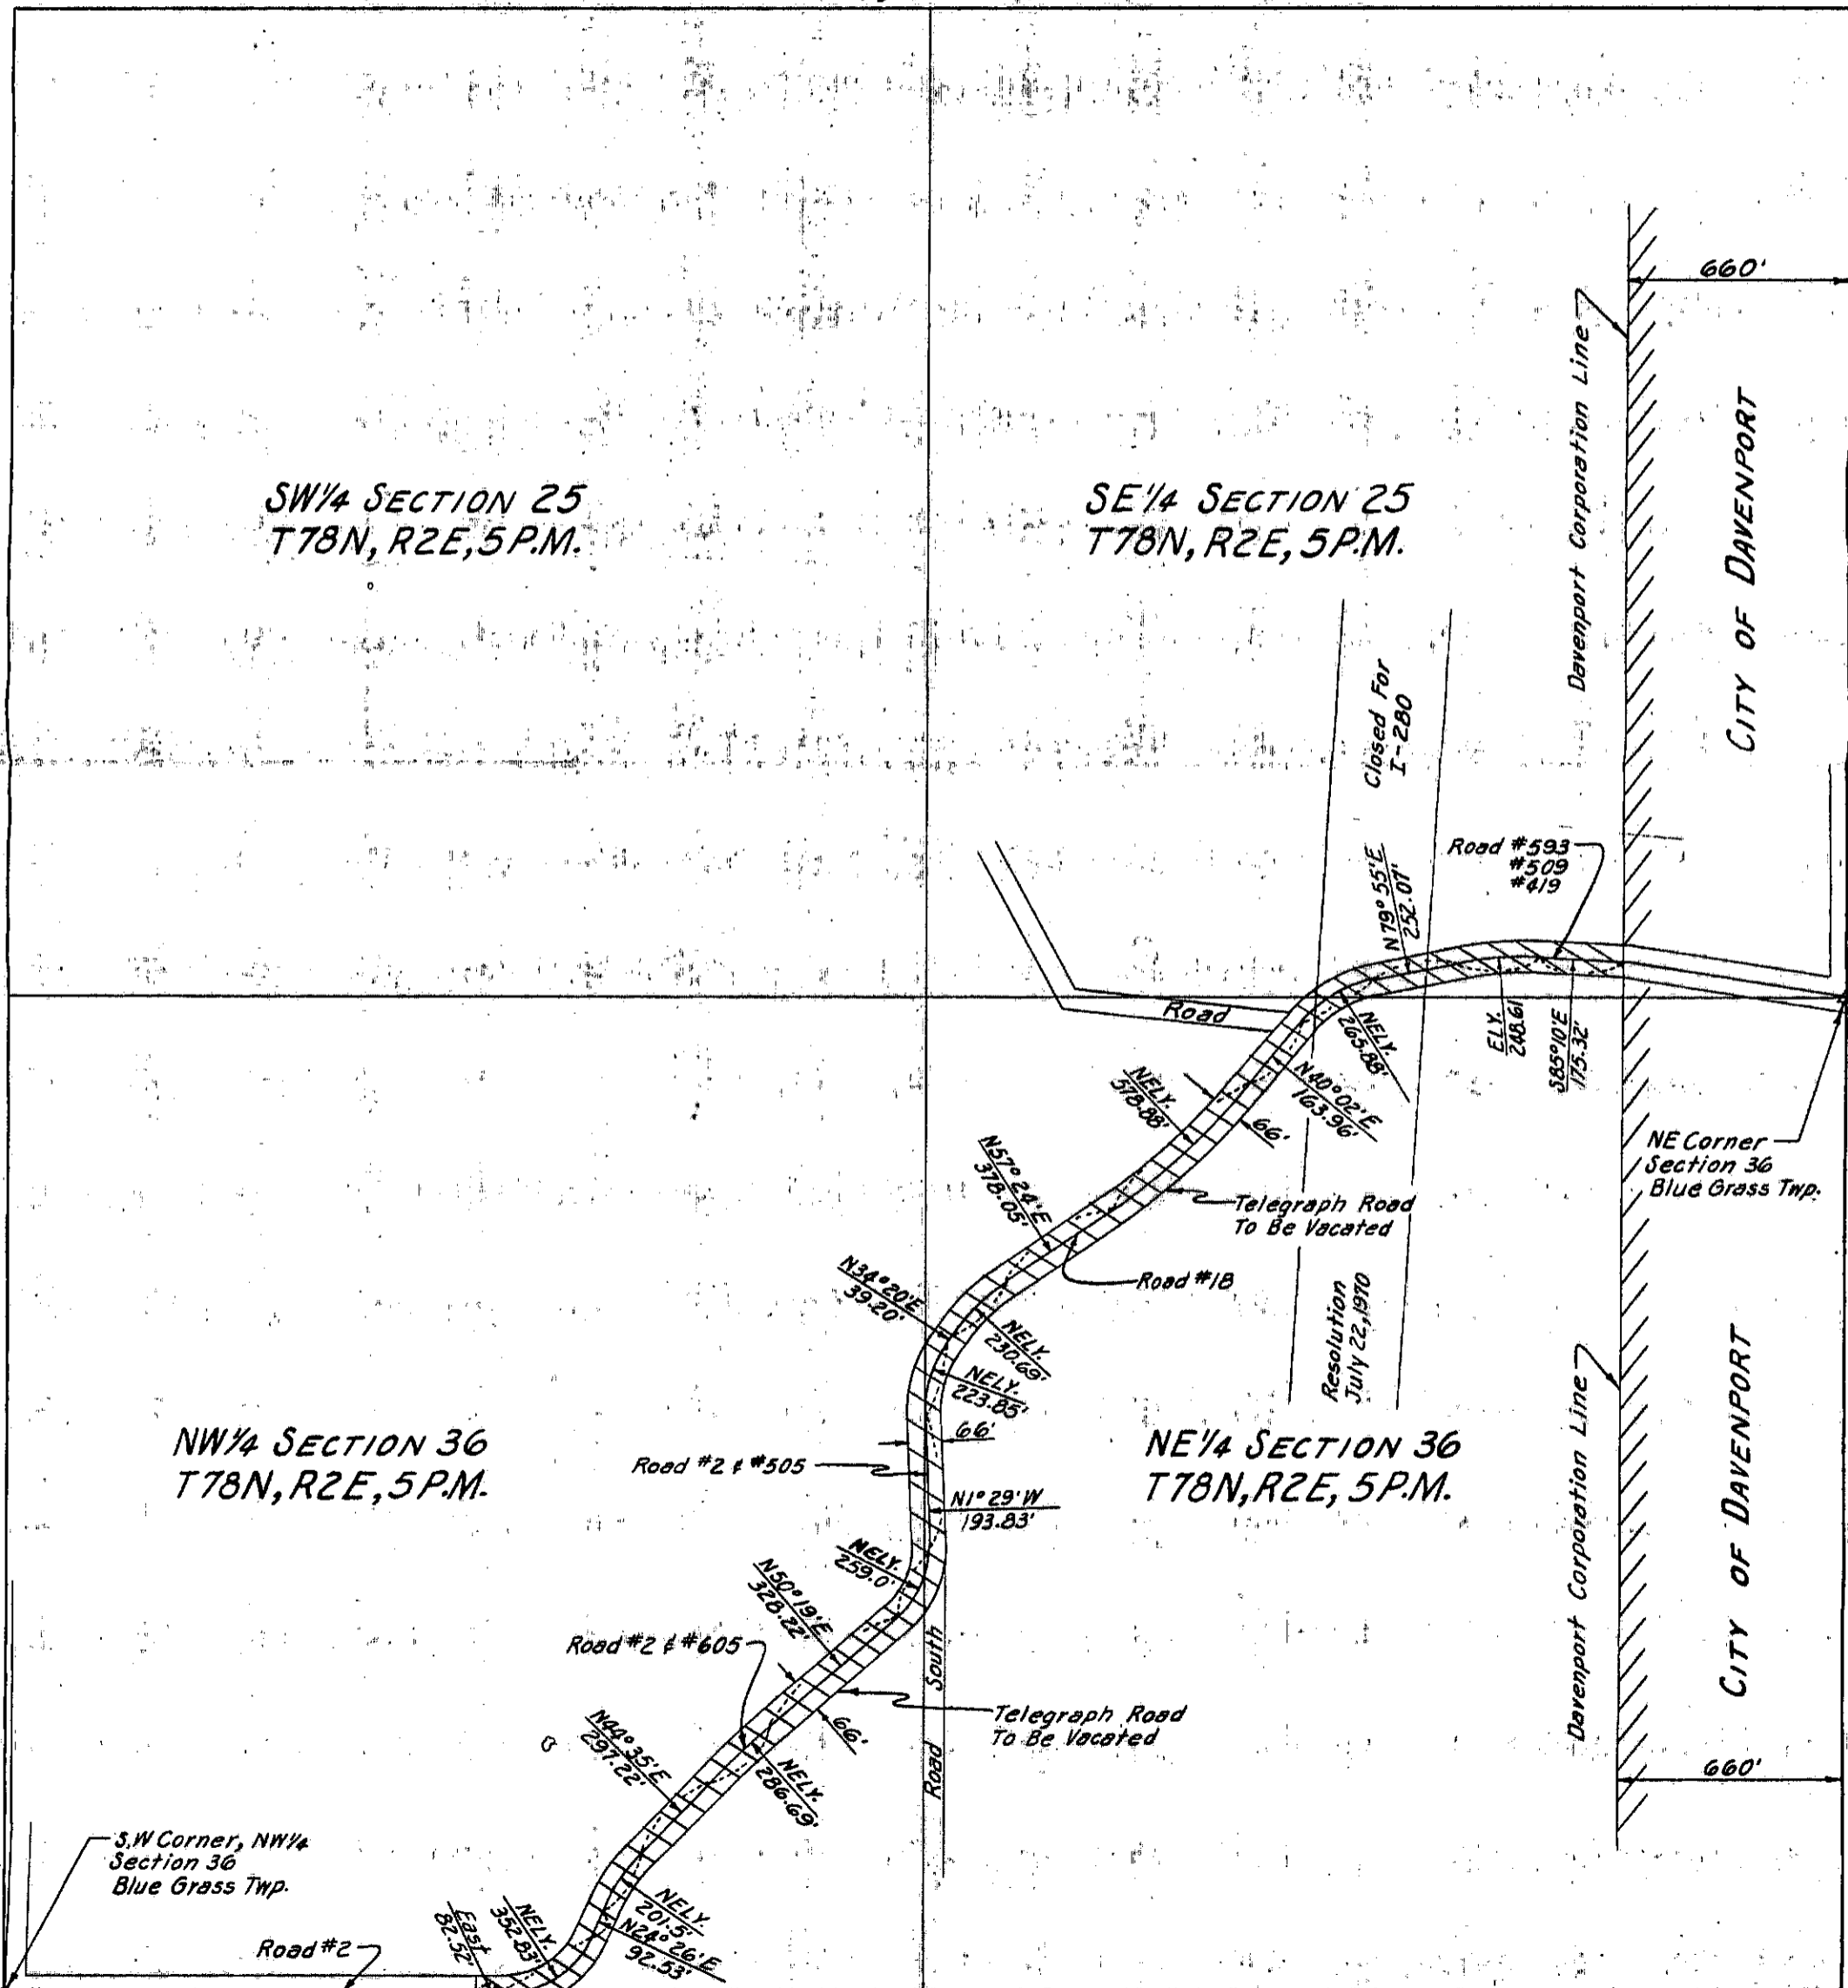 660'
Davenport Corporation Line
CITY OF DAVENPORT
SW¼ SECTION 25
T78N, R2E, 5P.M.
SE¼ SECTION 25
T78N, R2E, 5P.M.
Closed For
I-280
Road #593
#509
#419
N79° 55'E
252.07'
Road
NELY.
265.88'
ELY.
248.61
S85°10'E
175.32'
N40°02'E
163.96'
NELY.
578.88'
66'
NE Corner
Section 36
Blue Grass Twp.
N57° 24'E
378.05'
Telegraph Road
To Be Vacated
Road #18
N34°20'E
39.20'
NELY.
230.69'
NELY.
223.85'
Resolution
July 22, 1970
66'
NW¼ SECTION 36
T78N, R2E, 5P.M.
Road #2 & #505
NE¼ SECTION 36
T78N, R2E, 5P.M.
N1° 29'W
193.83'
Davenport Corporation Line
CITY OF DAVENPORT
NELY.
259.0'
N50°19'E
328.22'
Road #2 & #605
Road South
Telegraph Road
To Be Vacated
66'
N44°35'E
297.22'
NELY.
286.69'
660'
S.W Corner, NW¼
Section 36
Blue Grass Twp.
East
82.52'
NELY.
352.83'
NELY.
201.5'
N24° 26'E
92.53'
Road #2